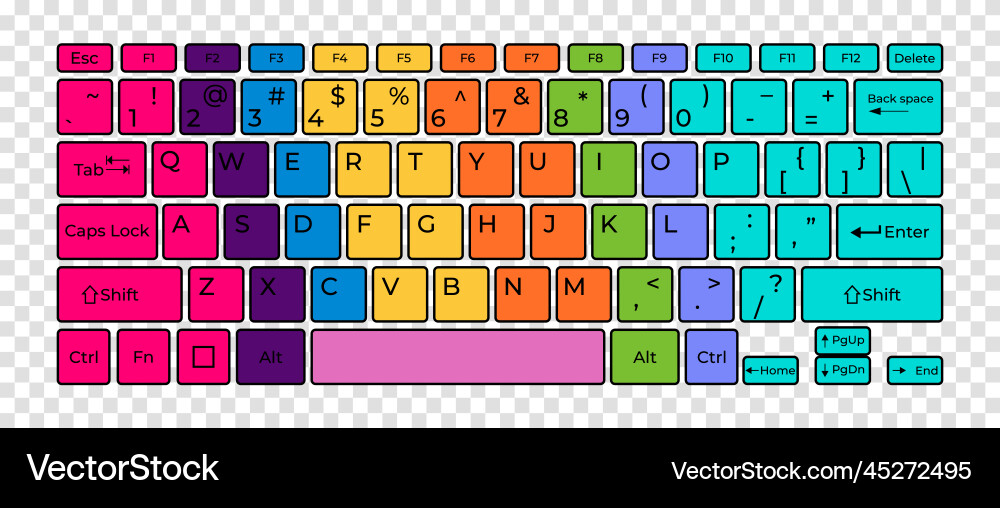 Esc F1 F2 F3 F4 F5 F6 F7 F8 F9 F10 F11 F12 Delete
~ ! @ # $ % ^ & * ( ) – + Back space
` 1 2 3 4 5 6 7 8 9 0 - =
Tab Q W E R T Y U I O P { } |
[ ] \
Caps Lock A S D F G H J K L : " Enter
; ,
Shift Z X C V B N M < > ? Shift
, . /
Ctrl Fn Alt Alt Ctrl PgUp
Home PgDn End
VectorStock
VectorStock.com/45272495